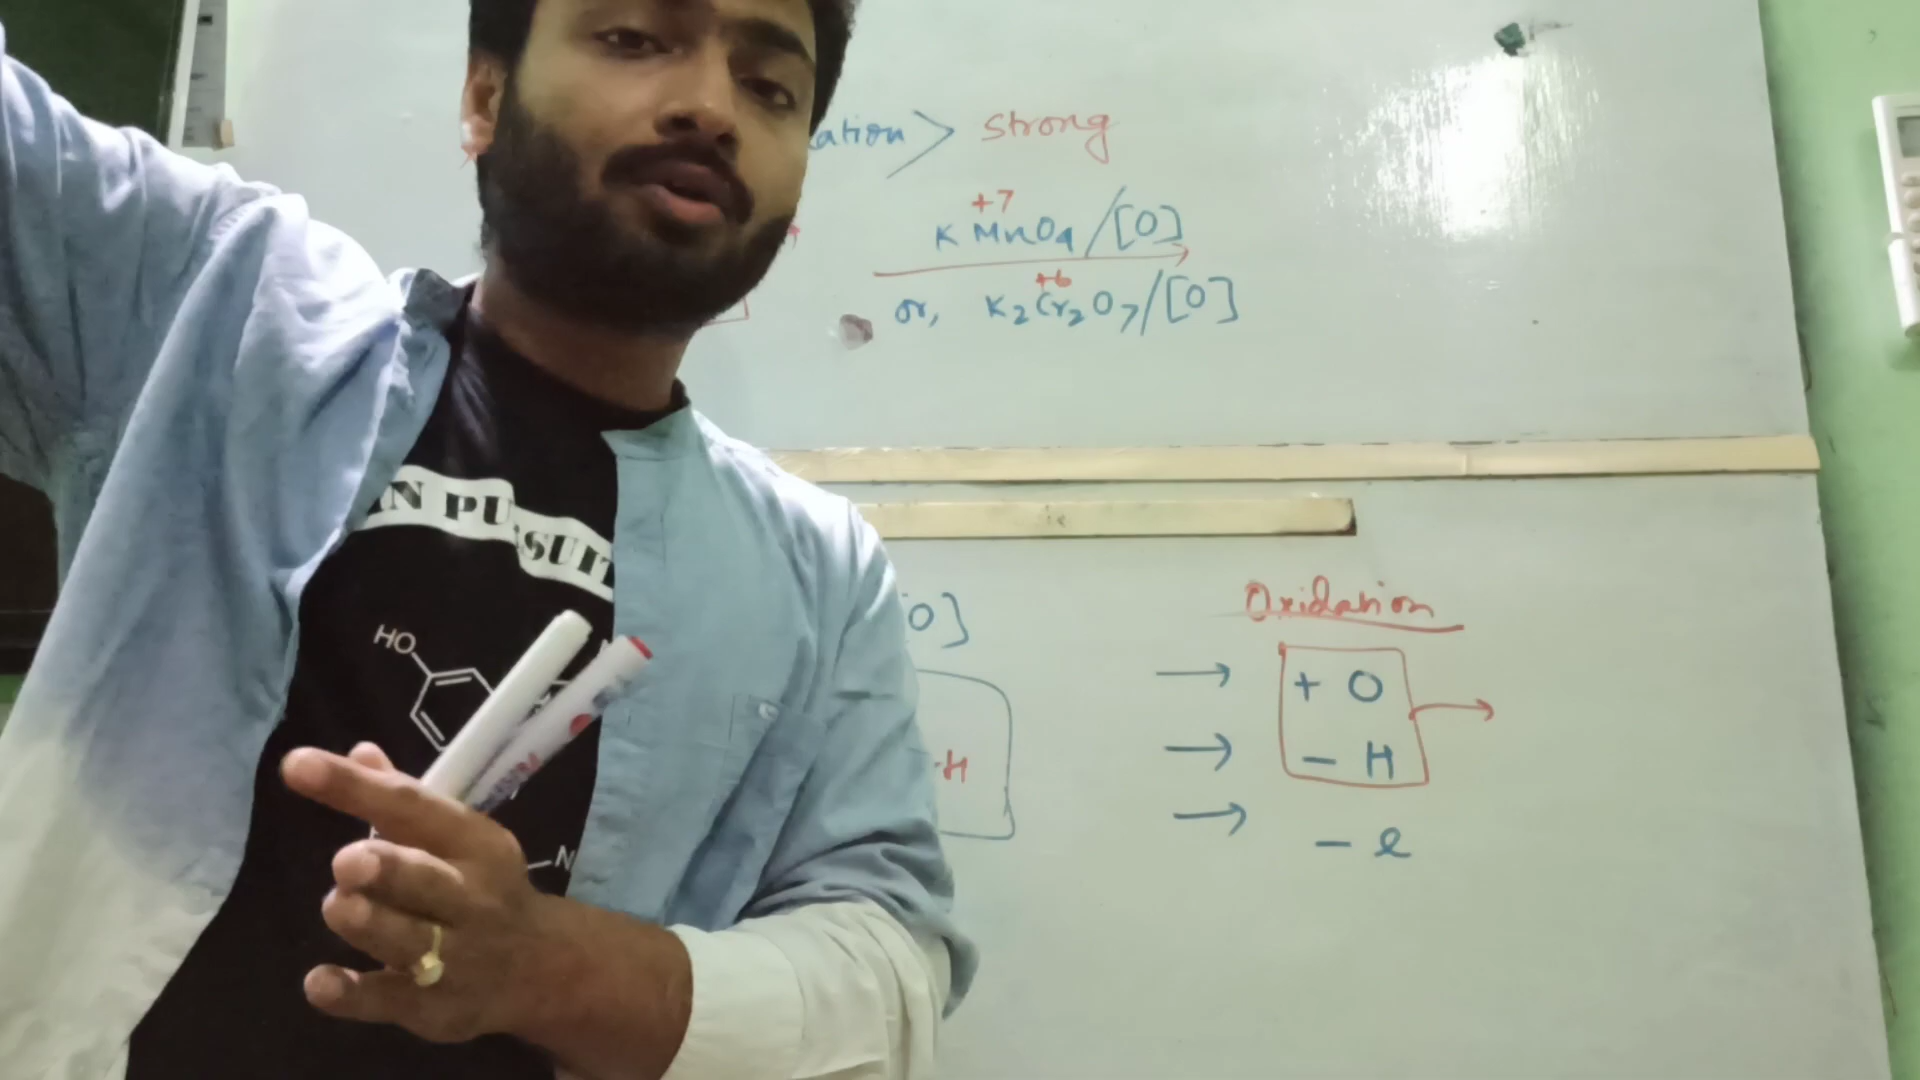 ation > strong
+7
KMnO4/[O]
+6
or, K2Cr2O7/[O]
IN PURSUIT
HO
N
O]
-H
Oxidation
→ + O
→ - H
→ - e